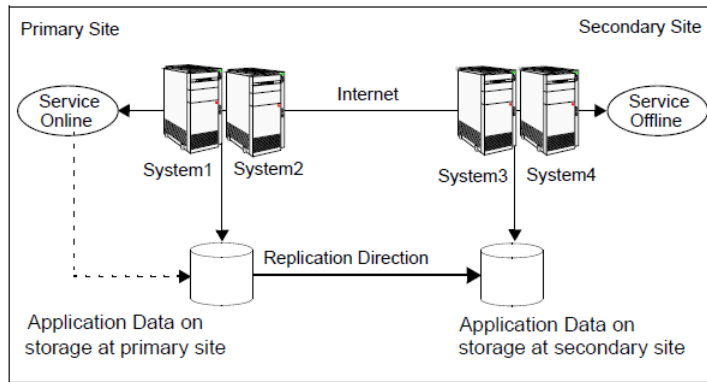 Primary Site
Secondary Site
Service
Online
Internet
Service
Offline
System1
System2
System3
System4
Replication Direction
Application Data on
storage at primary site
Application Data on
storage at secondary site